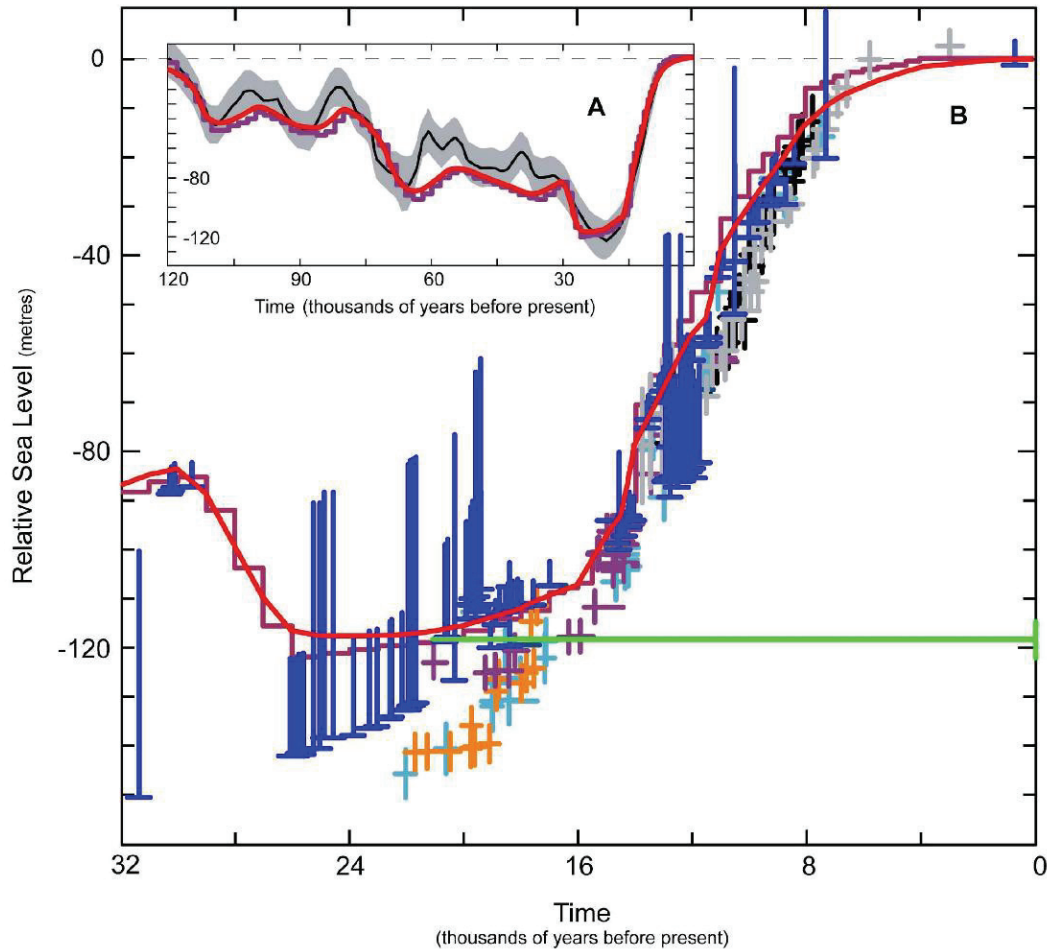 0
-40
-80
-120
Relative Sea Level (metres)
A
-80
-120
120
90
60
30
Time (thousands of years before present)
B
32
24
16
8
0
Time
(thousands of years before present)